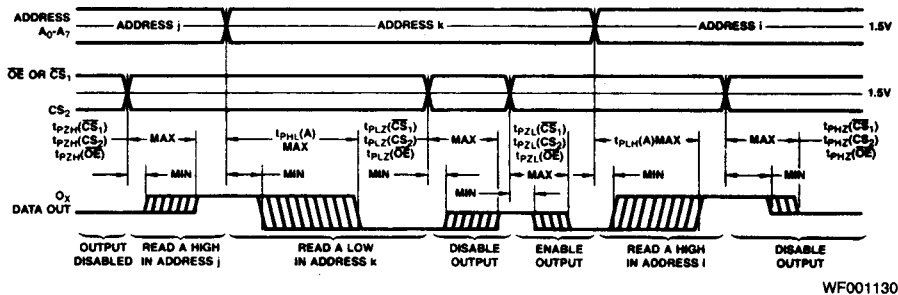 ADDRESS
A0-A7
ADDRESS j
ADDRESS k
ADDRESS l
1.5V
OE OR CS1
CS2
1.5V
tPZH(CS1)
tPZH(CS2)
tPZH(OE)
MAX
tPHL(A)
MAX
tPLZ(CS1)
tPLZ(CS2)
tPLZ(OE)
MAX
tPZL(CS1)
tPZL(CS2)
tPZL(OE)
MAX
tPLH(A)MAX
MAX
tPHZ(CS1)
tPHZ(CS2)
tPHZ(OE)
MIN
MIN
MIN
MIN
MIN
MIN
OX
DATA OUT
OUTPUT
DISABLED
READ A HIGH
IN ADDRESS j
READ A LOW
IN ADDRESS k
DISABLE
OUTPUT
ENABLE
OUTPUT
READ A HIGH
IN ADDRESS l
DISABLE
OUTPUT
WF001130